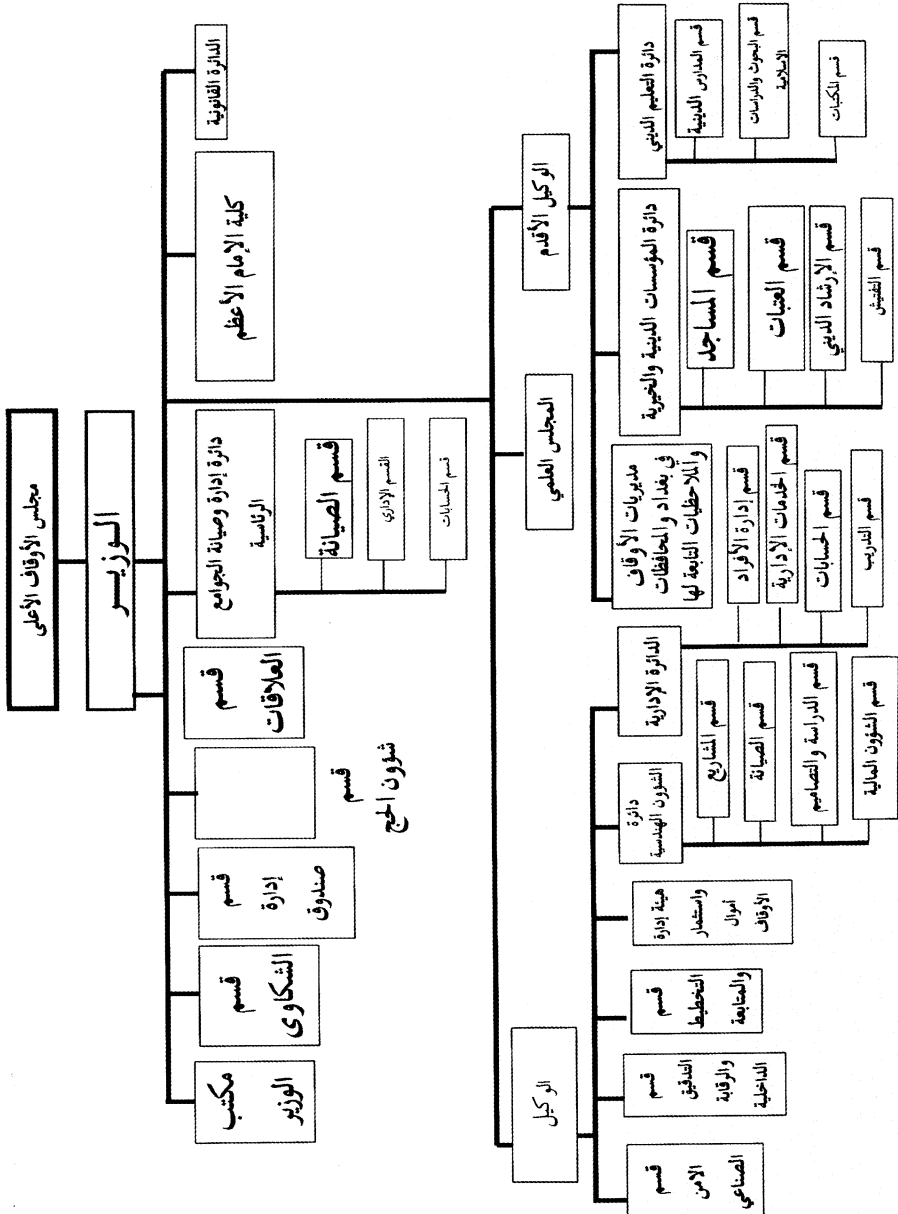 مجلس الأوقاف الأعلى
الوزيـــر
الدائرة القانونية
كلية الإمام الأعظم
دائرة إدارة وصيانة الجوامع
الرئاسية
قسم الصيانة
القسم الإداري
قسم الحسابات
قسم
العلاقات
قسم
شؤون الحج
قسم
إدارة
صندوق
قسم
الشكاوى
مكتب
الوزير
الوكيل الأقدم
المجلس العلمي
الوكيل
دائرة التعليم الديني
قسم المدارس الدينية
قسم البحوث والدراسات
الاسلامية
قسم المكتبات
دائرة المؤسسات الدينية والخيرية
قسم المساجد
قسم العتبات
قسم الإرشاد الديني
قسم التفتيش
مديريات الأوقاف
في بغداد والمحافظات
والملاحظيات التابعة لها
الدائرة الإدارية
قسم إدارة الأفراد
قسم الخدمات الإدارية
قسم الحسابات
قسم التدريب
دائرة
الشؤون الهندسية
قسم المشاريع
قسم الصيانة
قسم الدراسة والتصاميم
قسم الشؤون المالية
هيئة إدارة
واستثمار
أموال
الأوقاف
قسم
التخطيط
والمتابعة
قسم
التدقيق
والرقابة
الداخلية
قسم
الامن
الصناعي